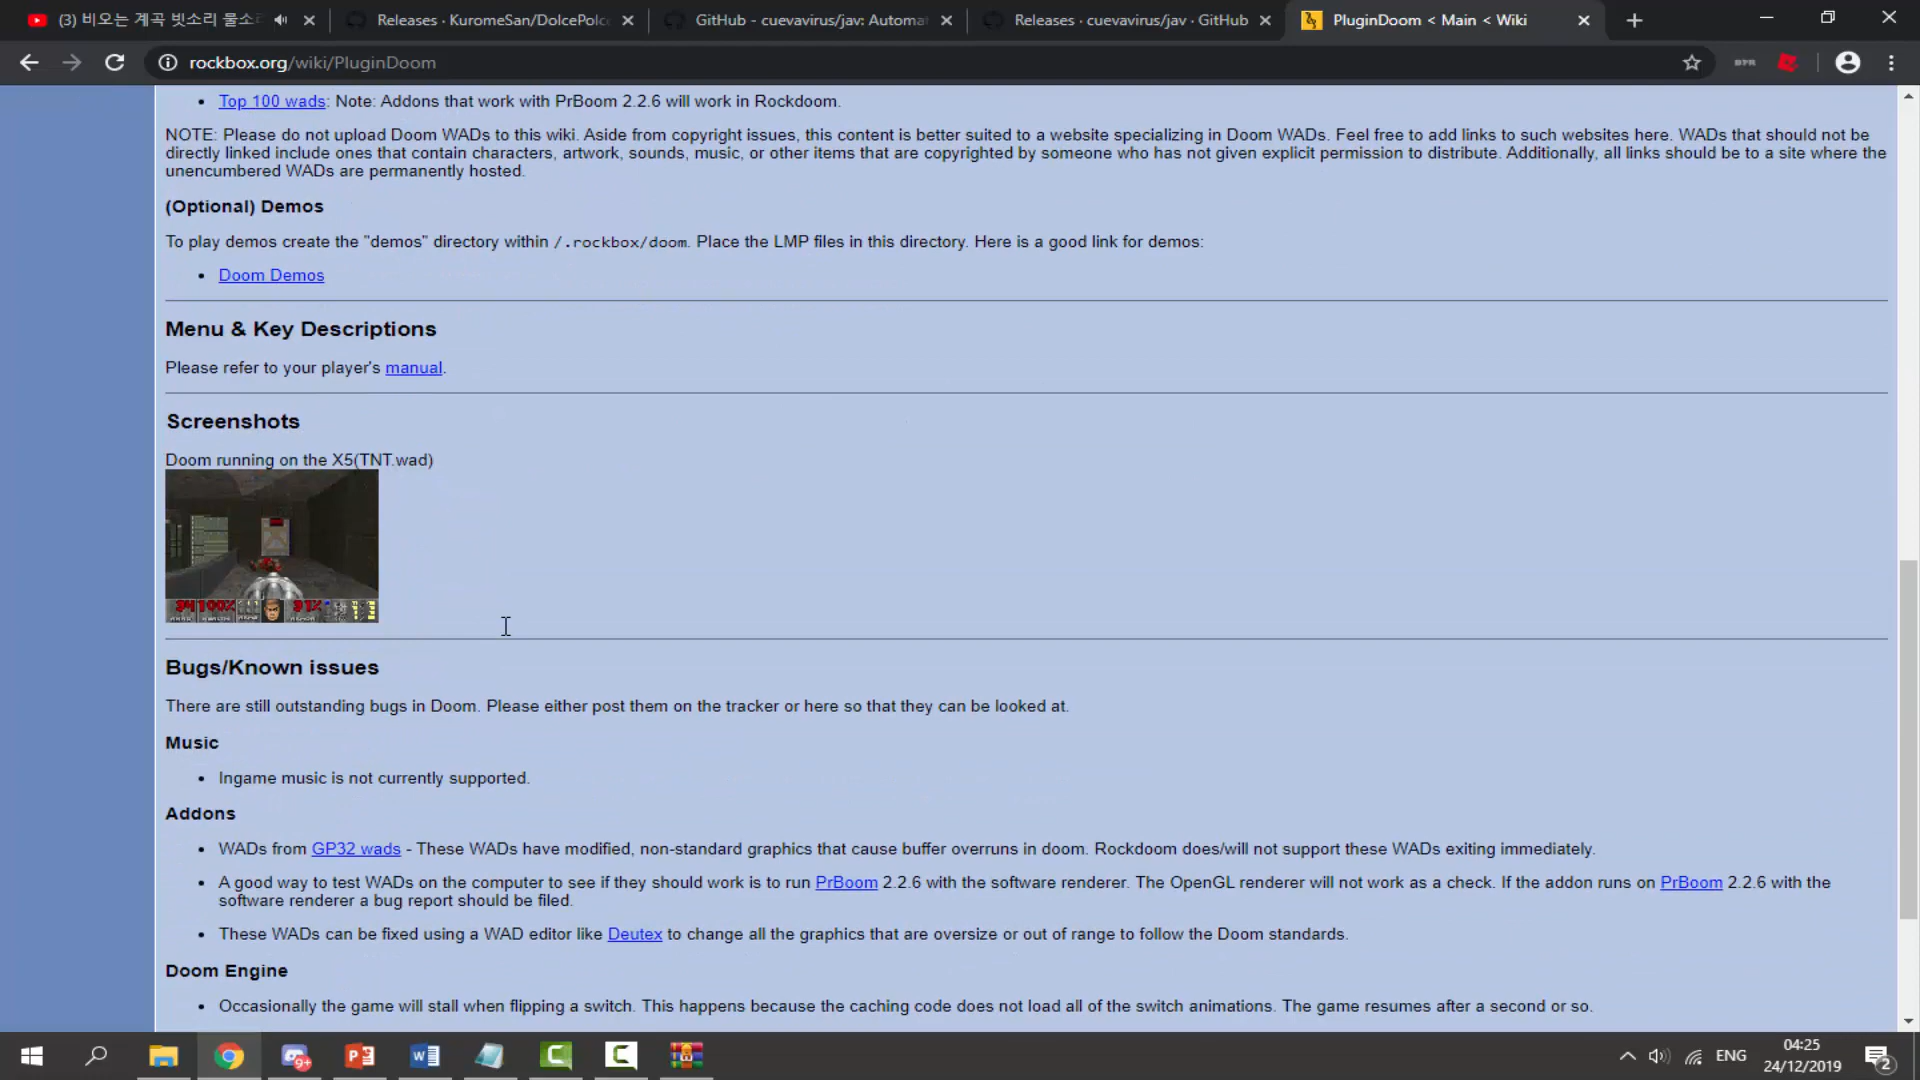 (3) 비오는 계곡 빗소리 물소리
Releases · KuromeSan/DolcePolce
GitHub - cuevavirus/jav: Automat
Releases · cuevavirus/jav · GitHub
PluginDoom < Main < Wiki
rockbox.org/wiki/PluginDoom
• Top 100 wads: Note: Addons that work with PrBoom 2.2.6 will work in Rockdoom.
NOTE: Please do not upload Doom WADs to this wiki. Aside from copyright issues, this content is better suited to a website specializing in Doom WADs. Feel free to add links to such websites here. WADs that should not be
directly linked include ones that contain characters, artwork, sounds, music, or other items that are copyrighted by someone who has not given explicit permission to distribute. Additionally, all links should be to a site where the
unencumbered WADs are permanently hosted.
(Optional) Demos
To play demos create the "demos" directory within /.rockbox/doom. Place the LMP files in this directory. Here is a good link for demos:
• Doom Demos
Menu & Key Descriptions
Please refer to your player's manual.
Screenshots
Doom running on the X5(TNT.wad)
34 100% 31%
Bugs/Known issues
There are still outstanding bugs in Doom. Please either post them on the tracker or here so that they can be looked at.
Music
• Ingame music is not currently supported.
Addons
• WADs from GP32 wads - These WADs have modified, non-standard graphics that cause buffer overruns in doom. Rockdoom does/will not support these WADs exiting immediately.
• A good way to test WADs on the computer to see if they should work is to run PrBoom 2.2.6 with the software renderer. The OpenGL renderer will not work as a check. If the addon runs on PrBoom 2.2.6 with the
software renderer a bug report should be filed.
• These WADs can be fixed using a WAD editor like Deutex to change all the graphics that are oversize or out of range to follow the Doom standards.
Doom Engine
• Occasionally the game will stall when flipping a switch. This happens because the caching code does not load all of the switch animations. The game resumes after a second or so.
9+
ENG
04:25
24/12/2019
2